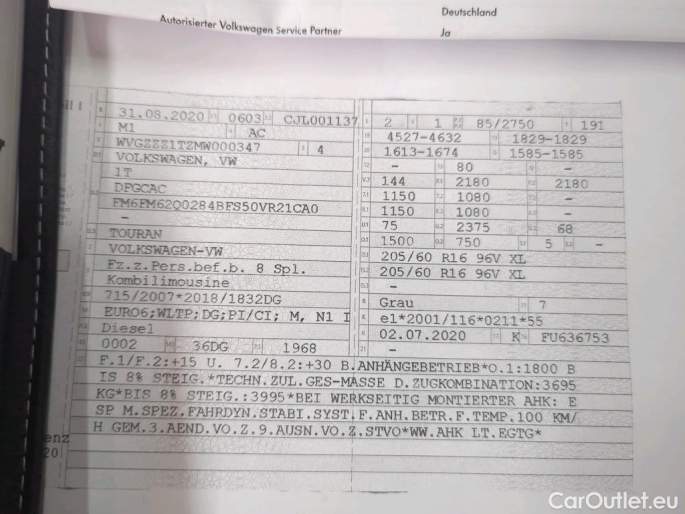 Deutschland
Autorisierter Volkswagen Service Partner
Ja
31.08.2020 0603 CJL001137 2 1 85/2750 191
M1 AC 4527-4632 1829-1829
WVGZZZ1TZMW000347 4 1613-1674 1585-1585
VOLKSWAGEN, VW - 80 -
1T 144 2180 2180
DFGCAC 1150 1080 -
FM6FM62Q0284BFS50VR21CA0 1150 1080 -
- 75 2375 68
TOURAN 1500 750 5 -
VOLKSWAGEN-VW 205/60 R16 96V XL
Fz.z.Pers.bef.b. 8 Spl. 205/60 R16 96V XL
Kombilimousine -
715/2007*2018/1832DG Grau 7
EURO6;WLTP;DG;PI/CI; M, N1 I e1*2001/116*0211*55
Diesel 02.07.2020 K FU636753
0002 36DG 1968 -
F.1/F.2:+15 U. 7.2/8.2:+30 B.ANHÄNGEBETRIEB*O.1:1800 B
IS 8% STEIG.*TECHN.ZUL.GES-MASSE D.ZUGKOMBINATION:3695
KG*BIS 8% STEIG.:3995*BEI WERKSEITIG MONTIERTER AHK: E
SP M.SPEZ.FAHRDYN.STABI.SYST.F.ANH.BETR.F.TEMP.100 KM/
H GEM.3.AEND.VO.Z.9.AUSN.VO.Z.STVO*WW.AHK LT.EGTG*
enz
20
CarOutlet.eu